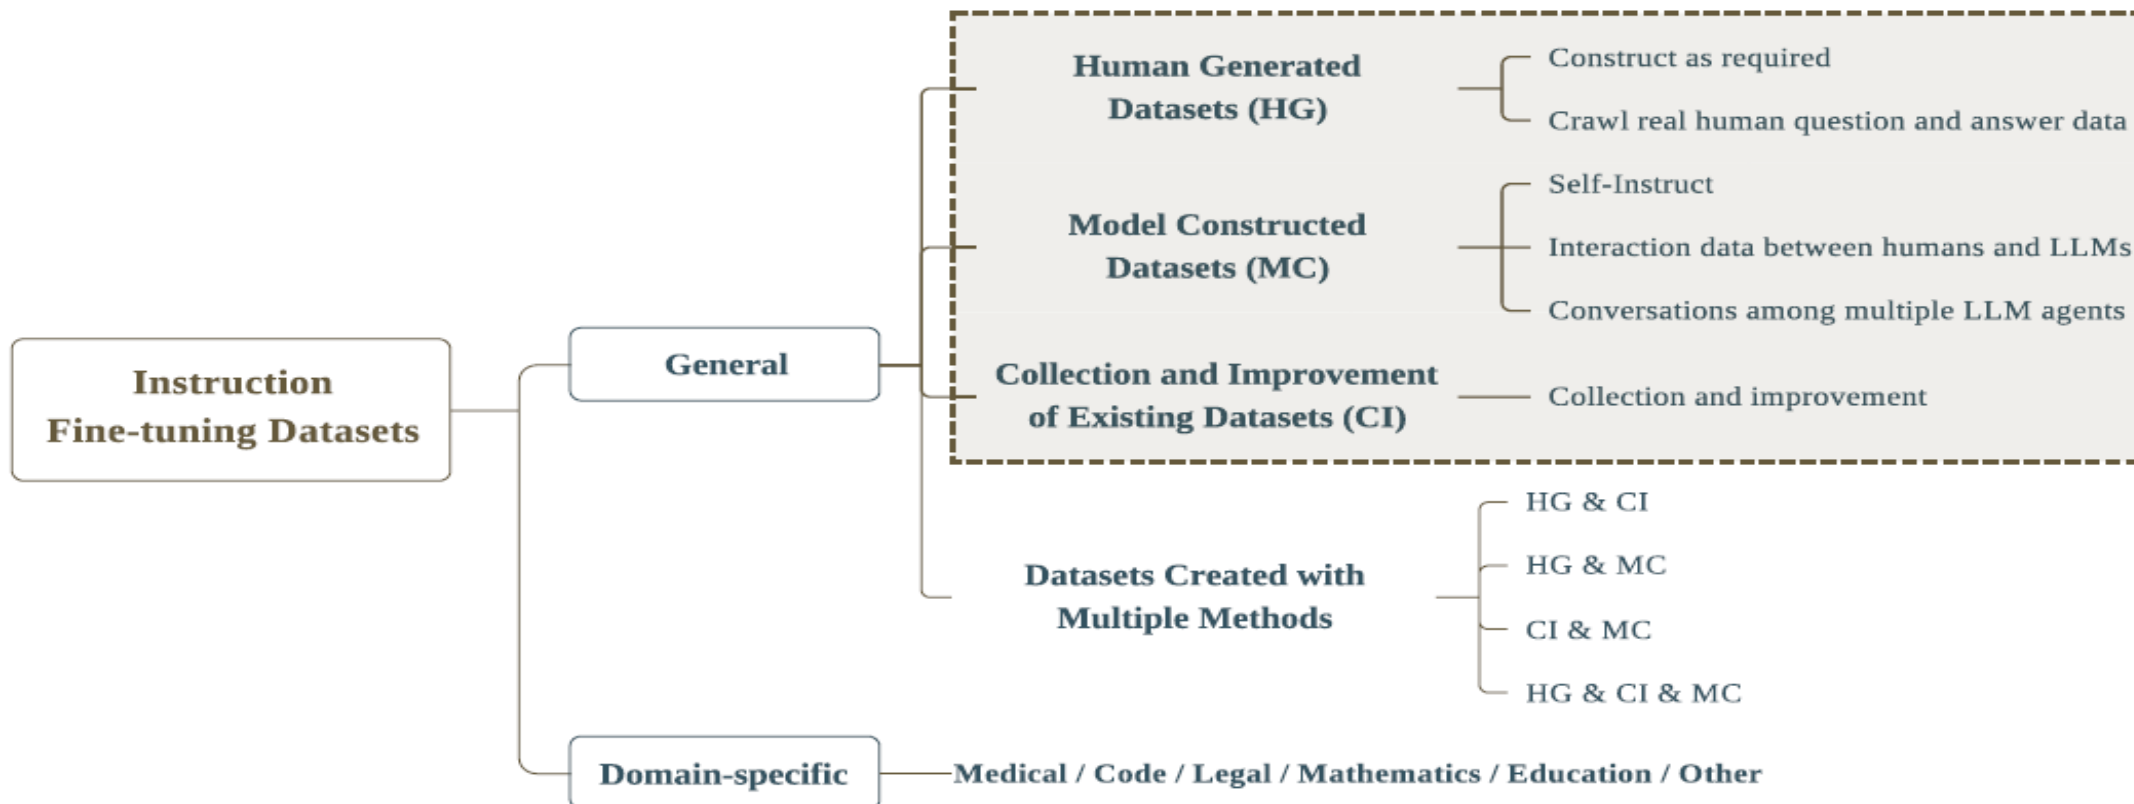 Instruction
Fine-tuning Datasets
General
Human Generated
Datasets (HG)
Construct as required
Crawl real human question and answer data
Model Constructed
Datasets (MC)
Self-Instruct
Interaction data between humans and LLMs
Conversations among multiple LLM agents
Collection and Improvement
of Existing Datasets (CI)
Collection and improvement
Datasets Created with
Multiple Methods
HG & CI
HG & MC
CI & MC
HG & CI & MC
Domain-specific
Medical / Code / Legal / Mathematics / Education / Other